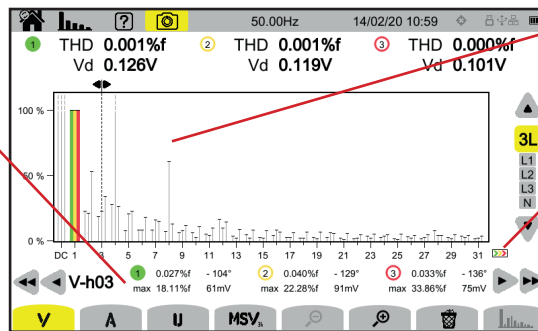 ? 50.00Hz 14/02/20 10:59
1 THD 0.001%f 2 THD 0.001%f 3 THD 0.000%f
Vd 0.126V Vd 0.119V Vd 0.101V
100 %
50 %
0 %
3L
L1
L2
L3
N
DC 1 3 5 7 9 11 13 15 17 19 21 23 25 27 29 31
V-h03 1 0.027%f - 104° 2 0.040%f - 129° 3 0.033%f - 136°
max 18.11%f 61mV max 22.28%f 91mV max 33.86%f 75mV
V A U MSV